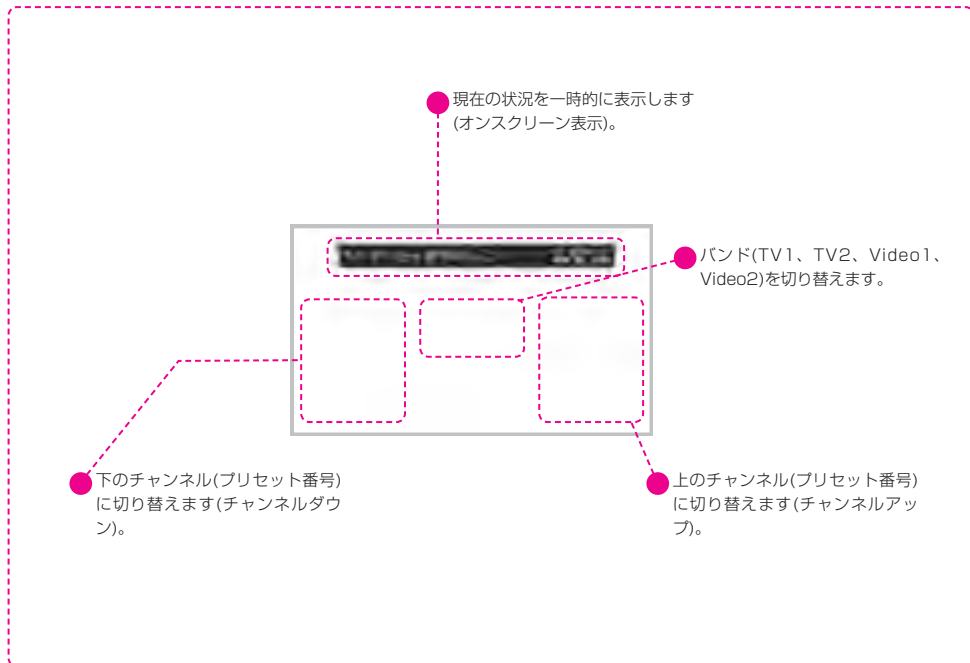 現在の状況を一時的に表示します
(オンスクリーン表示)。
バンド(TV1、TV2、Video1、
Video2)を切り替えます。
下のチャンネル(プリセット番号)
に切り替えます(チャンネルダウ
ン)。
上のチャンネル(プリセット番号)
に切り替えます(チャンネルアッ
プ)。